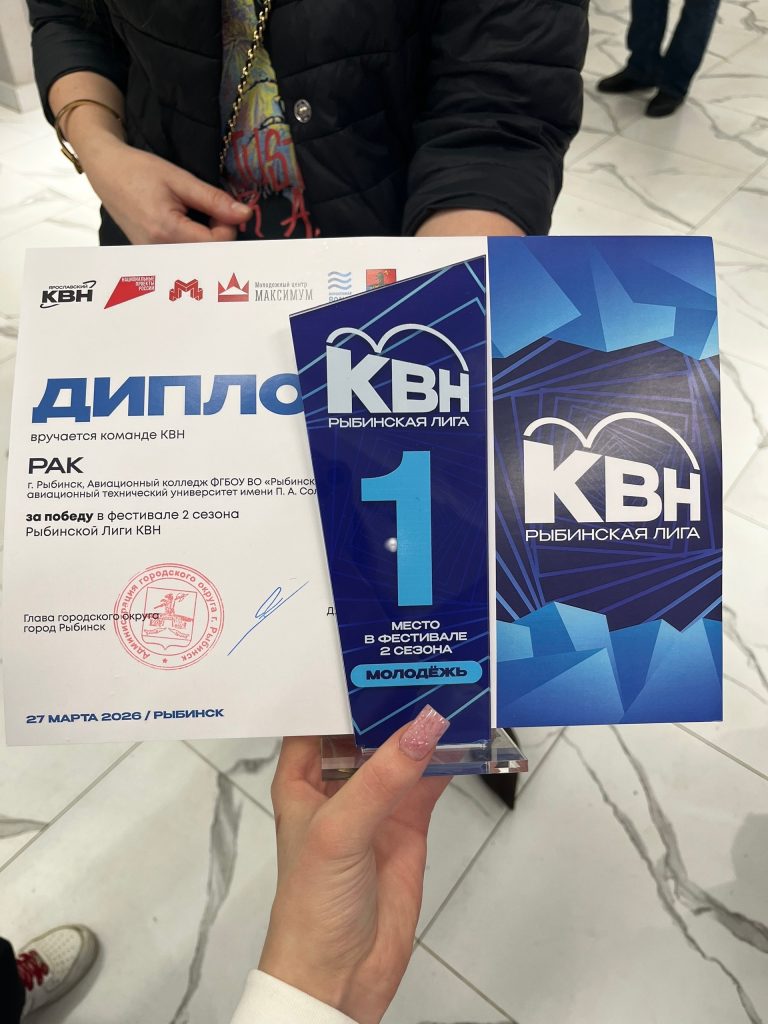 ЯРОСЛАВСКИЙ
КВН
НАЦИОНАЛЬНЫЕ
ПРОЕКТЫ
РОССИИ
Молодежный центр
МАКСИМУМ
ДИПЛО
вручается команде КВН
РАК
г. Рыбинск, Авиационный колледж ФГБОУ ВО «Рыбинск
авиационный технический университет имени П. А. Сол
за победу в фестивале 2 сезона
Рыбинской Лиги КВН
Глава городского округа
город Рыбинск
Администрация городского округа г. Рыбинск
27 МАРТА 2026 / РЫБИНСК
КВН
РЫБИНСКАЯ ЛИГА
1
МЕСТО
В ФЕСТИВАЛЕ
2 СЕЗОНА
МОЛОДЁЖЬ
КВН
РЫБИНСКАЯ ЛИГА